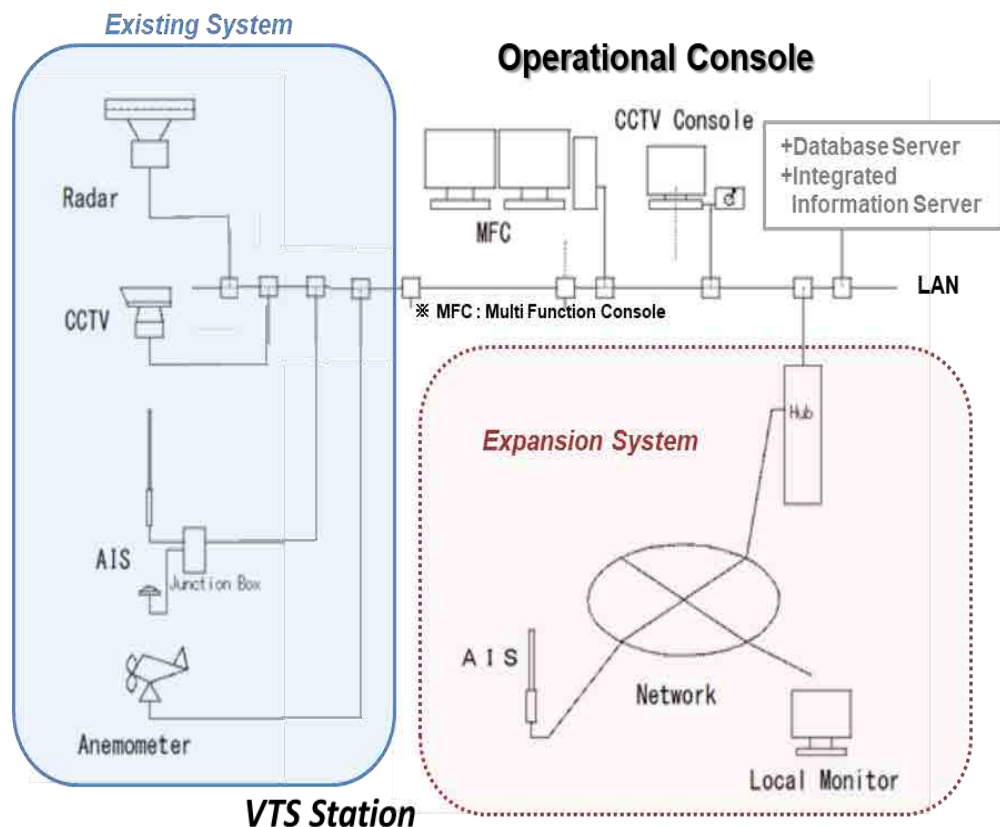 Existing System
Operational Console
Radar
CCTV
AIS
Junction Box
Anemometer
VTS Station
MFC
CCTV Console
+Database Server
+Integrated
Information Server
LAN
※ MFC : Multi Function Console
Expansion System
Hub
AIS
Network
Local Monitor